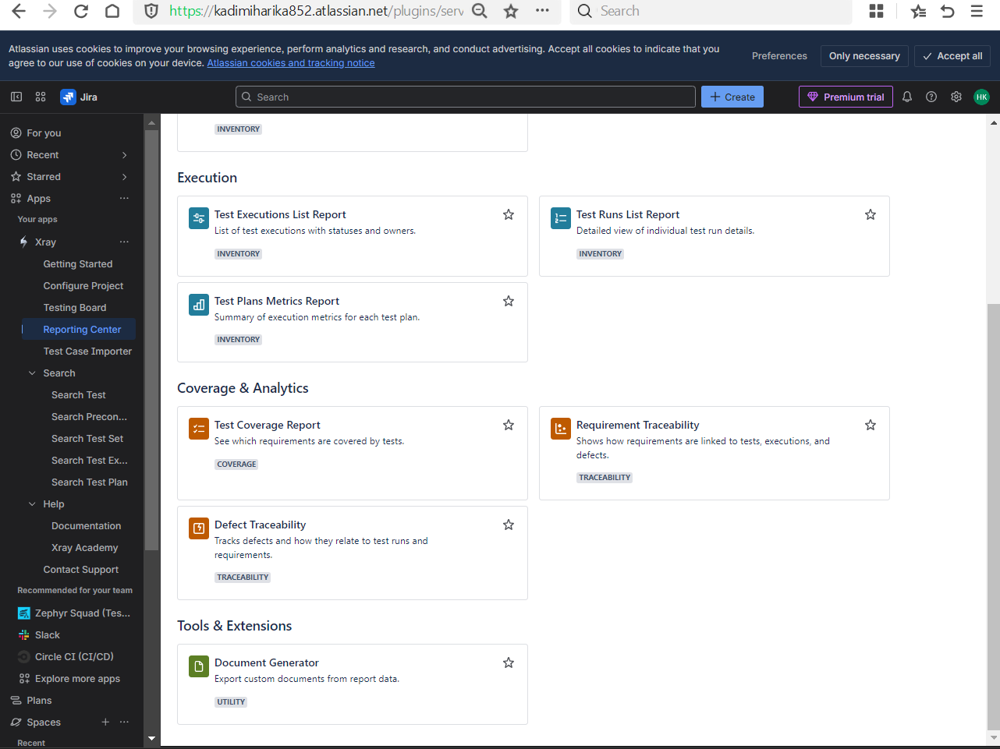 https://kadimiharika852.atlassian.net/plugins/serv
Search
Atlassian uses cookies to improve your browsing experience, perform analytics and research, and conduct advertising. Accept all cookies to indicate that you
agree to our use of cookies on your device. Atlassian cookies and tracking notice
Preferences
Only necessary
Accept all
Jira
Search
Create
Premium trial
HK
For you
Recent
Starred
Apps
Your apps
Xray
Getting Started
Configure Project
Testing Board
Reporting Center
Test Case Importer
Search
Search Test
Search Precon...
Search Test Set
Search Test Ex...
Search Test Plan
Help
Documentation
Xray Academy
Contact Support
Recommended for your team
Zephyr Squad (Tes...
Slack
Circle CI (CI/CD)
Explore more apps
Plans
Spaces
Recent
INVENTORY
Execution
Test Executions List Report
List of test executions with statuses and owners.
INVENTORY
Test Runs List Report
Detailed view of individual test run details.
INVENTORY
Test Plans Metrics Report
Summary of execution metrics for each test plan.
INVENTORY
Coverage & Analytics
Test Coverage Report
See which requirements are covered by tests.
COVERAGE
Requirement Traceability
Shows how requirements are linked to tests, executions, and
defects.
TRACEABILITY
Defect Traceability
Tracks defects and how they relate to test runs and
requirements.
TRACEABILITY
Tools & Extensions
Document Generator
Export custom documents from report data.
UTILITY